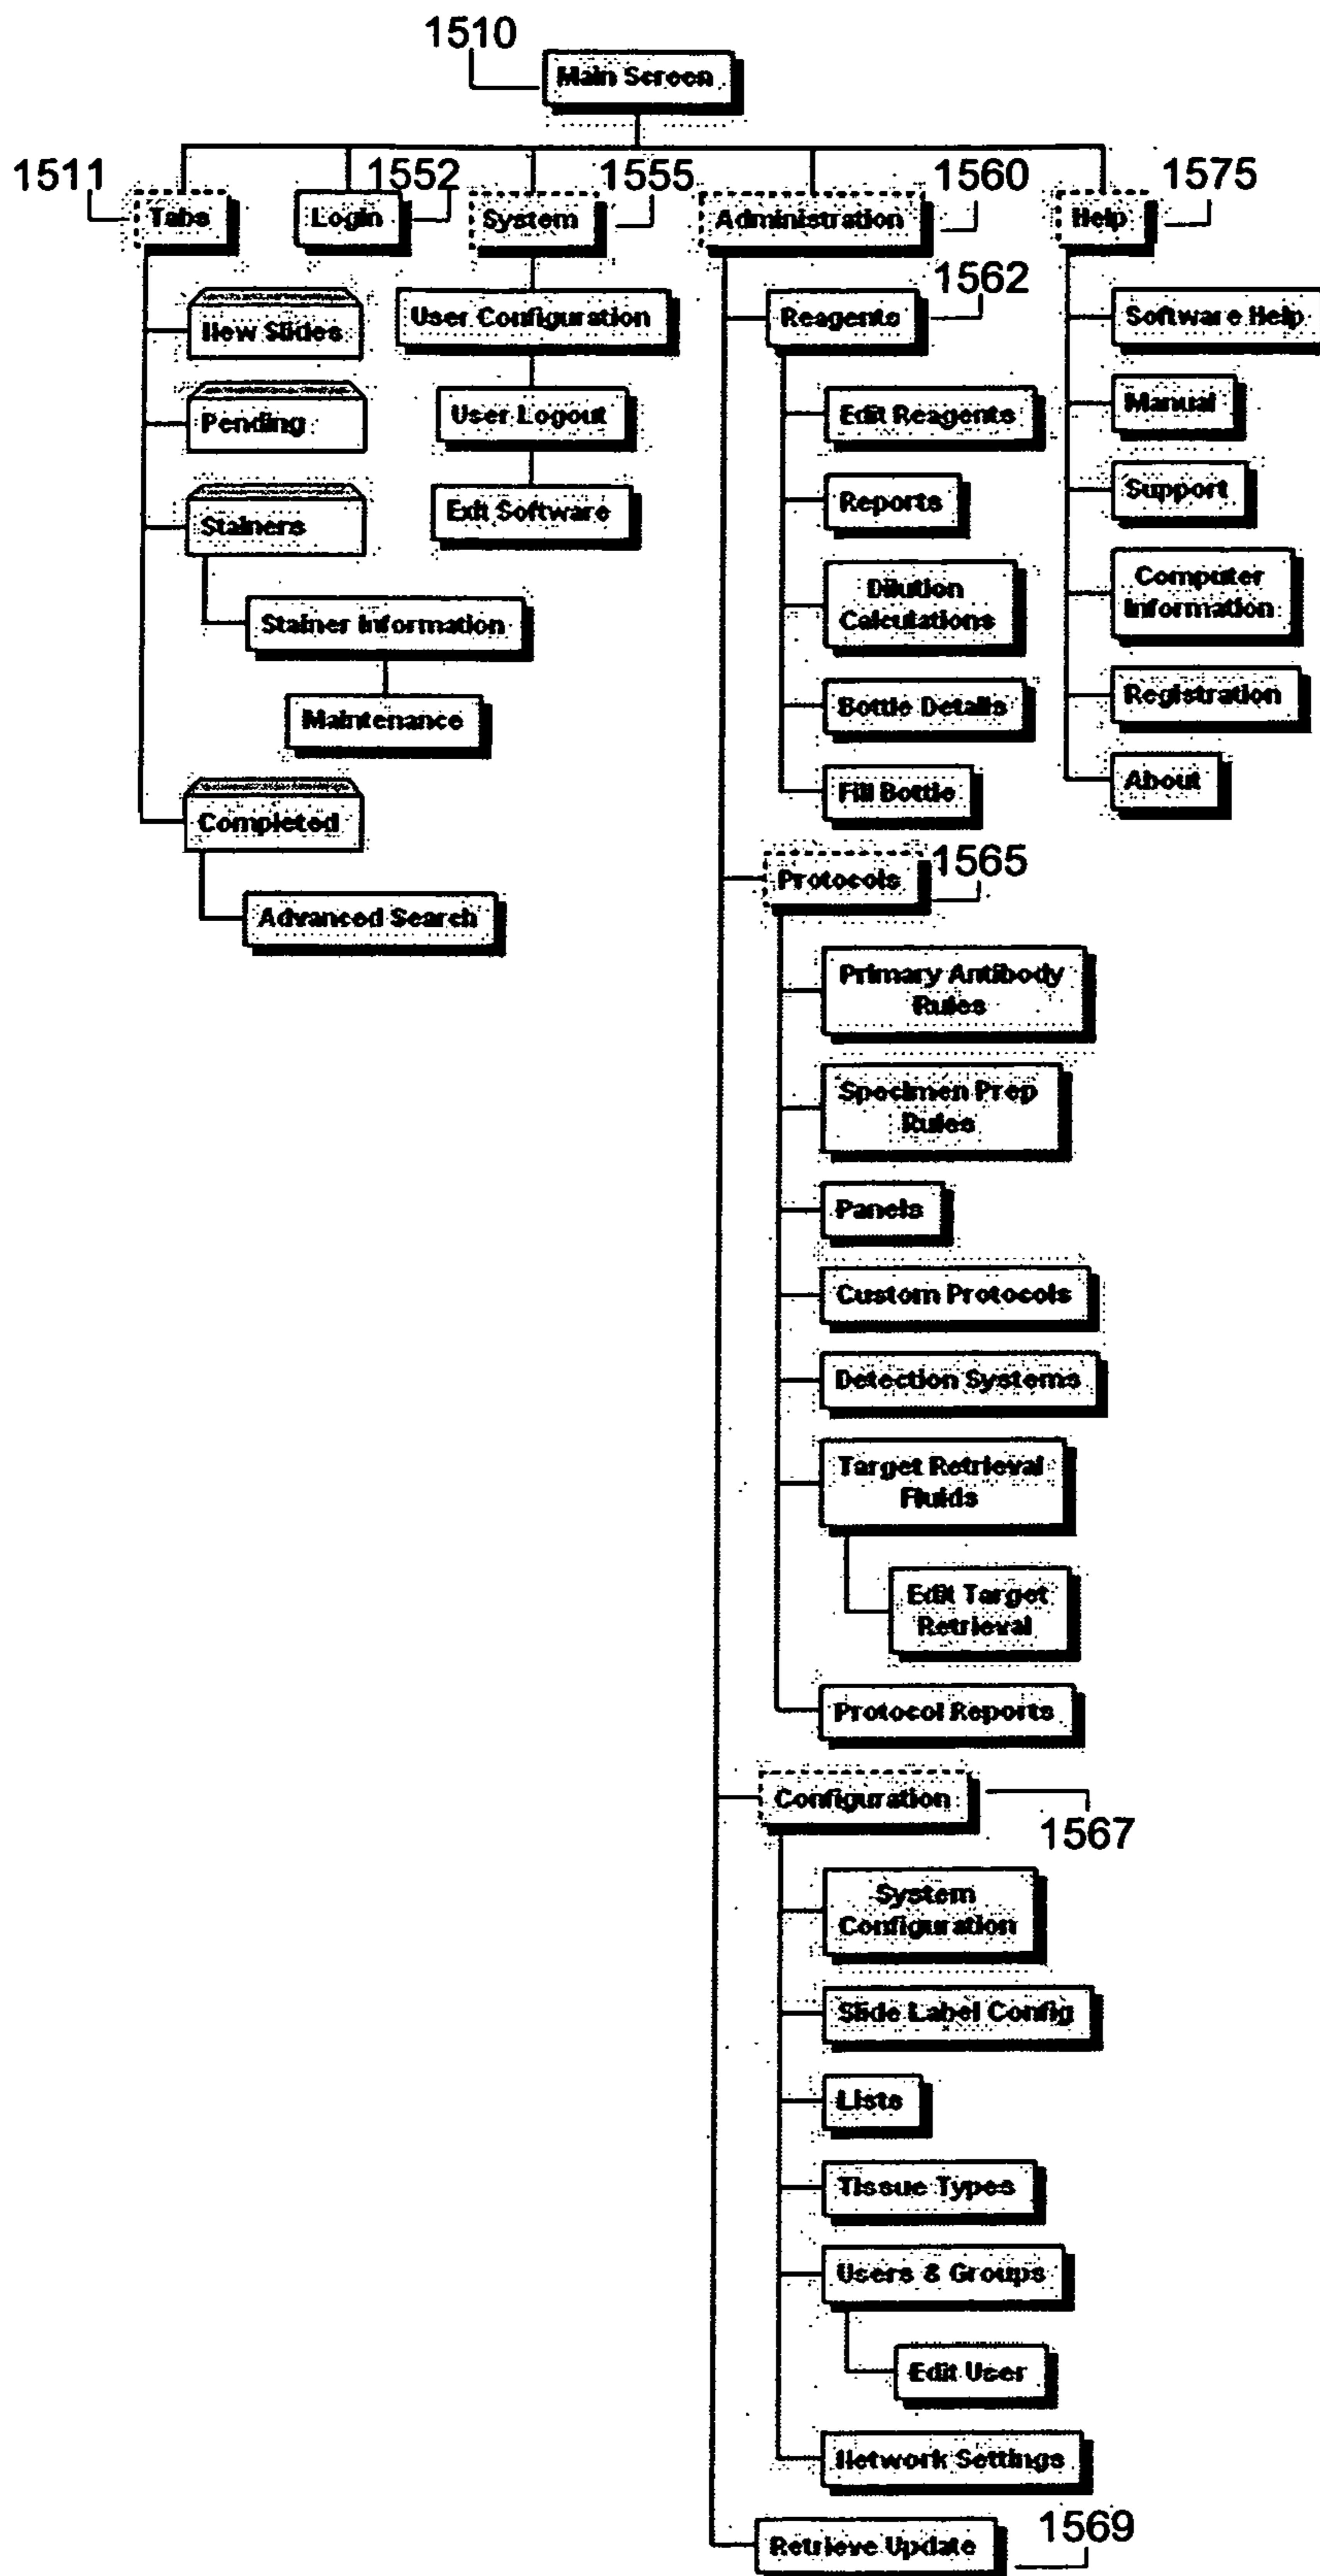 1510
Main Screen
1511
1552
1555
1560
1575
Tabs
Login
System
Administration
Help
New Slides
Pending
Stainers
Stainer Information
Maintenance
Completed
Advanced Search
User Configuration
User Logout
Exit Software
1562
Reagents
Edit Reagents
Reports
Dilution
Calculations
Bottle Details
Fill Bottle
1565
Protocols
Primary Antibody
Rules
Specimen Prep
Rules
Panels
Custom Protocols
Detection Systems
Target Retrieval
Fluids
Edit Target
Retrieval
Protocol Reports
Configuration
1567
System
Configuration
Slide Label Config
Lists
Tissue Types
Users & Groups
Edit User
Network Settings
Retrieve Update
1569
Software Help
Manual
Support
Computer
Information
Registration
About